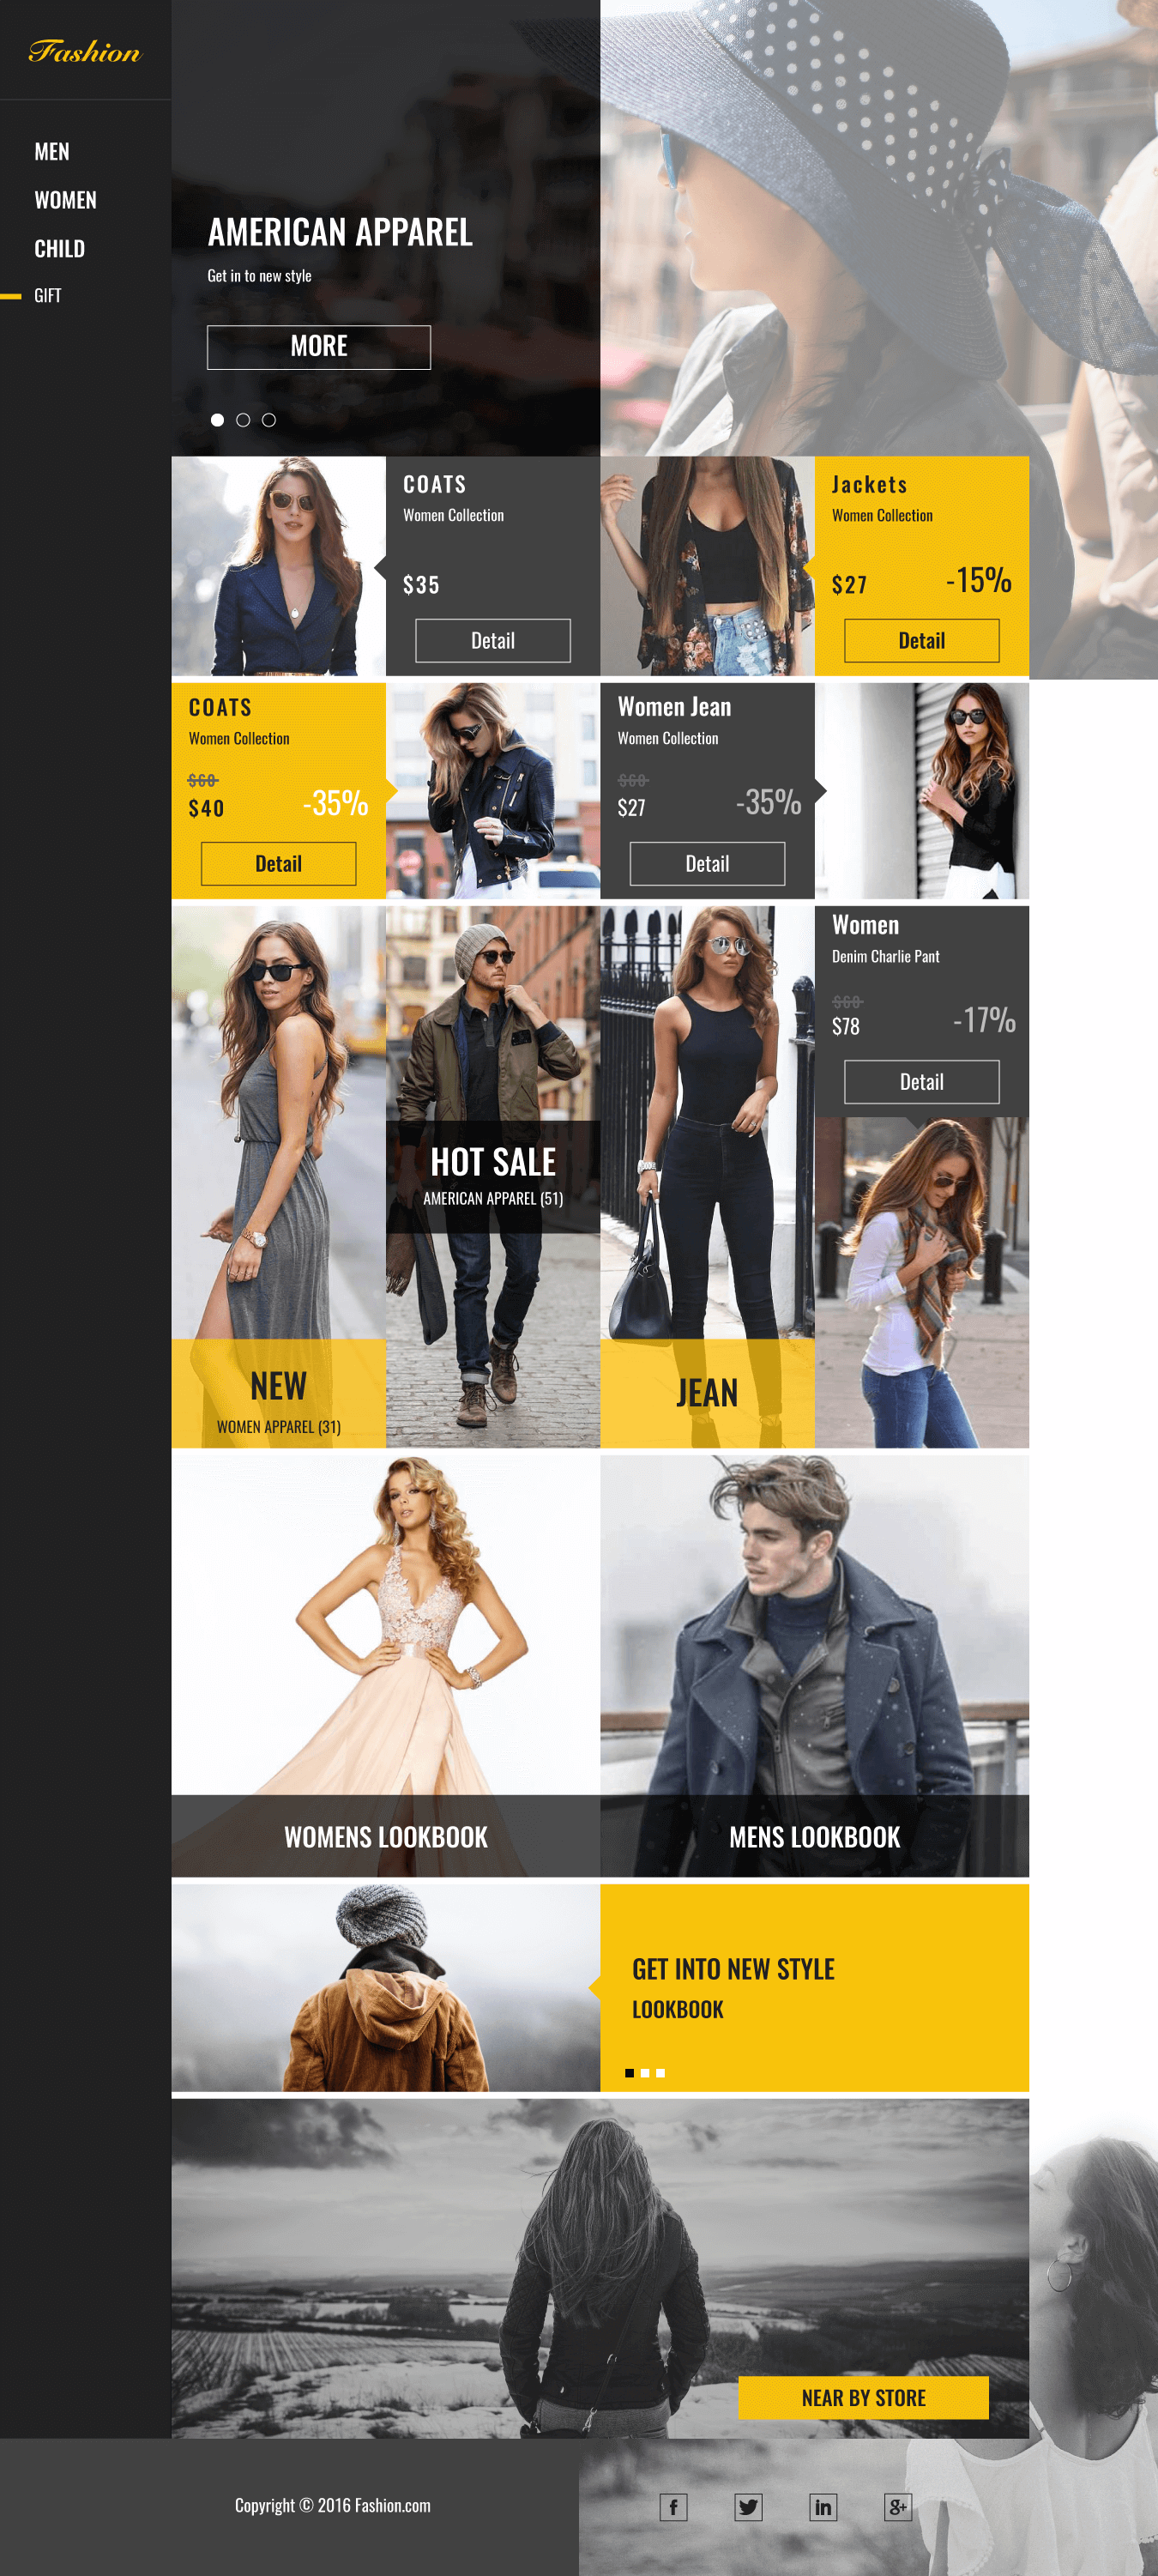 Fashion
MEN
WOMEN
CHILD
GIFT
AMERICAN APPAREL
Get in to new style
MORE
COATS
Women Collection
$35
Detail
Jackets
Women Collection
$27
-15%
Detail
COATS
Women Collection
$60
$40
-35%
Detail
Women Jean
Women Collection
$60
$27
-35%
Detail
Women
Denim Charlie Pant
$60
$78
-17%
Detail
HOT SALE
AMERICAN APPAREL (51)
NEW
WOMEN APPAREL (31)
JEAN
WOMENS LOOKBOOK
MENS LOOKBOOK
GET INTO NEW STYLE
LOOKBOOK
NEAR BY STORE
Copyright © 2016 Fashion.com
f
in
g+